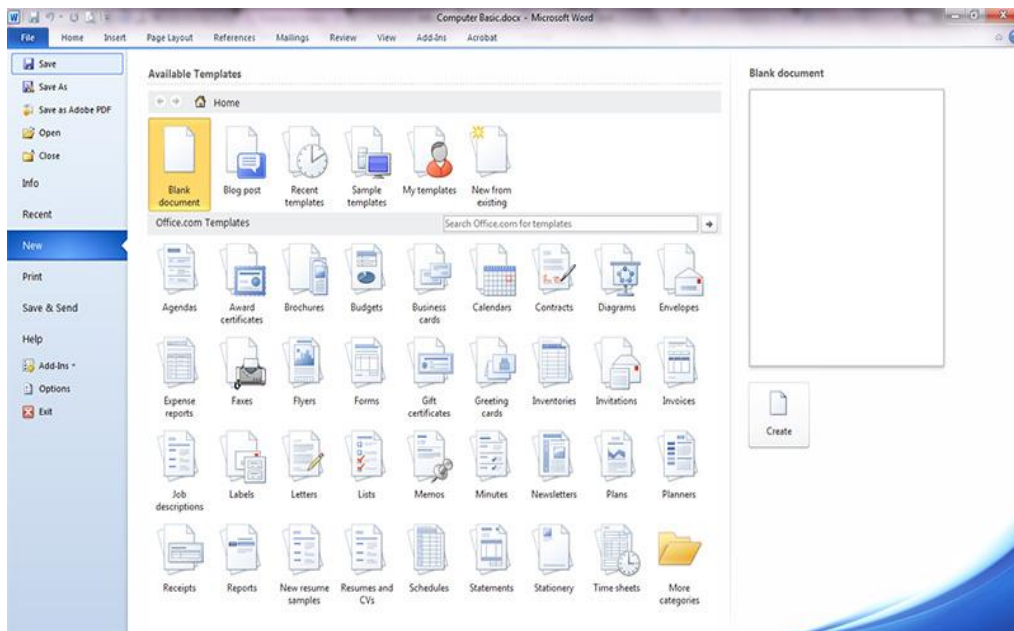 Computer Basic.docx - Microsoft Word
File Home Insert Page Layout References Mailings Review View Add-Ins Acrobat
Save
Save As
Save as Adobe PDF
Open
Close
Info
Recent
New
Print
Save & Send
Help
Add-Ins
Options
Exit
Available Templates
Home
Blank document
Blog post
Recent templates
Sample templates
My templates
New from existing
Office.com Templates
Search Office.com for templates
Agendas
Award certificates
Brochures
Budgets
Business cards
Calendars
Contracts
Diagrams
Envelopes
Expense reports
Faxes
Flyers
Forms
Gift certificates
Greeting cards
Inventories
Invitations
Invoices
Job descriptions
Labels
Letters
Lists
Memos
Minutes
Newsletters
Plans
Planners
Receipts
Reports
New resume samples
Resumes and CVs
Schedules
Statements
Stationery
Time sheets
More categories
Blank document
Create